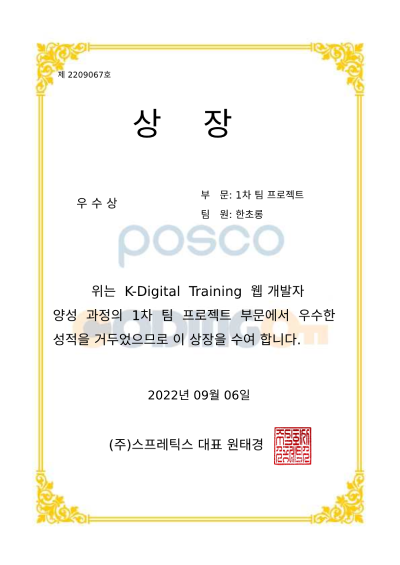 제 2209067호
상 장
우 수 상
부 문: 1차 팀 프로젝트
팀 원: 한초롱
posco
위는 K-Digital Training 웹 개발자
양성 과정의 1차 팀 프로젝트 부문에서 우수한
성적을 거두었으므로 이 상장을 수여 합니다.
2022년 09월 06일
(주)스프레틱스 대표 원태경